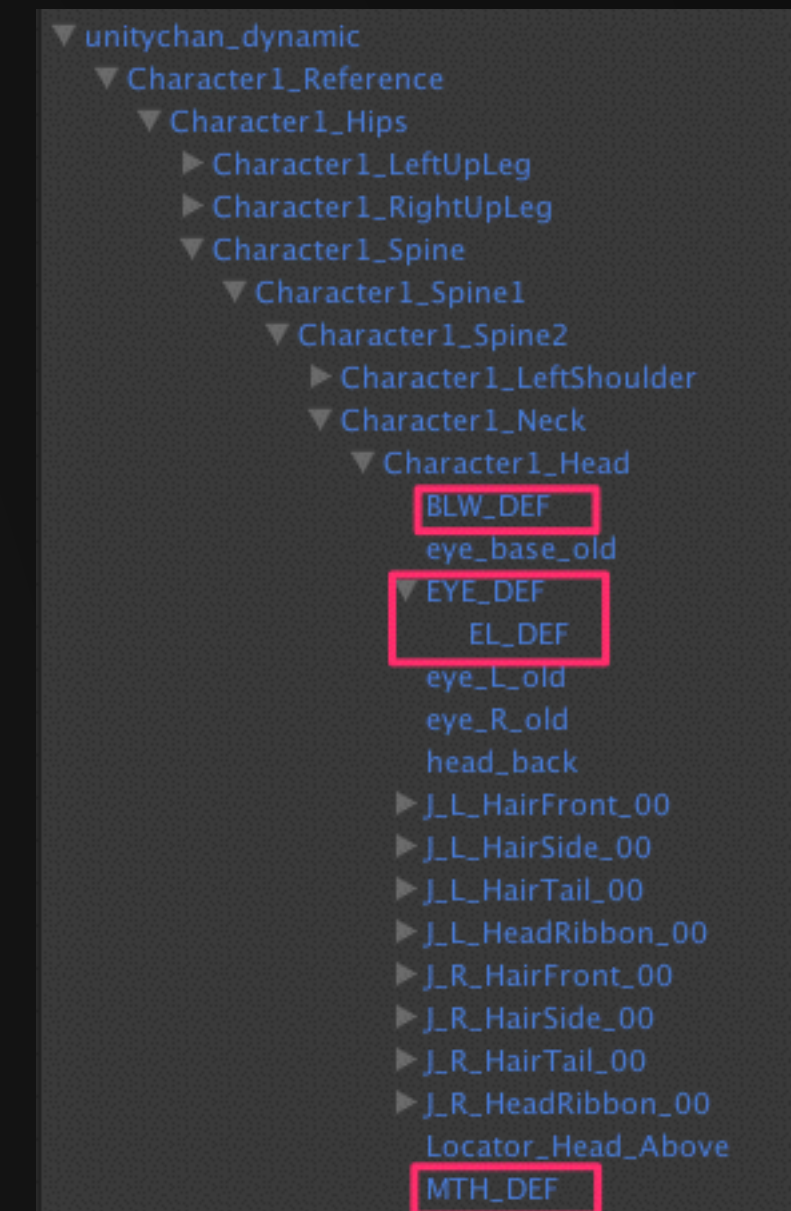 unitychan_dynamic
Character1_Reference
Character1_Hips
Character1_LeftUpLeg
Character1_RightUpLeg
Character1_Spine
Character1_Spine1
Character1_Spine2
Character1_LeftShoulder
Character1_Neck
Character1_Head
BLW_DEF
eye_base_old
EYE_DEF
EL_DEF
eye_L_old
eye_R_old
head_back
J_L_HairFront_00
J_L_HairSide_00
J_L_HairTail_00
J_L_HeadRibbon_00
J_R_HairFront_00
J_R_HairSide_00
J_R_HairTail_00
J_R_HeadRibbon_00
Locator_Head_Above
MTH_DEF